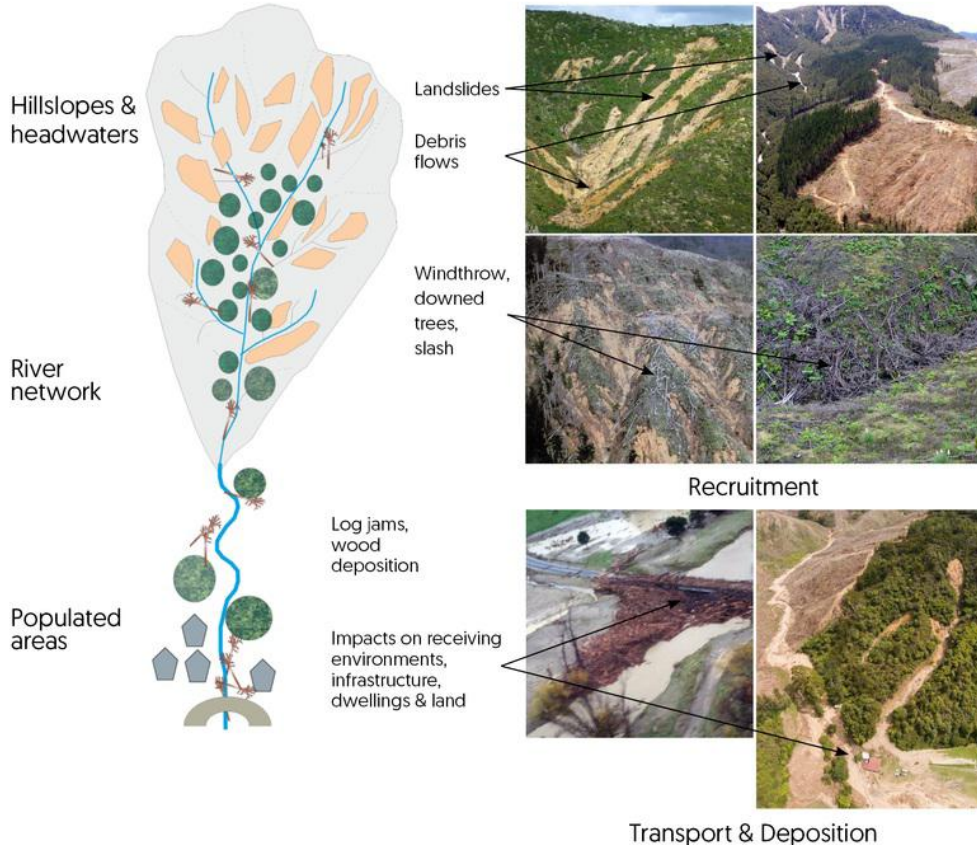 Hillslopes &
headwaters
Landslides
Debris
flows
Windthrow,
downed
trees,
slash
River
network
Recruitment
Log jams,
wood
deposition
Populated
areas
Impacts on receiving
environments,
infrastructure,
dwellings & land
Transport & Deposition